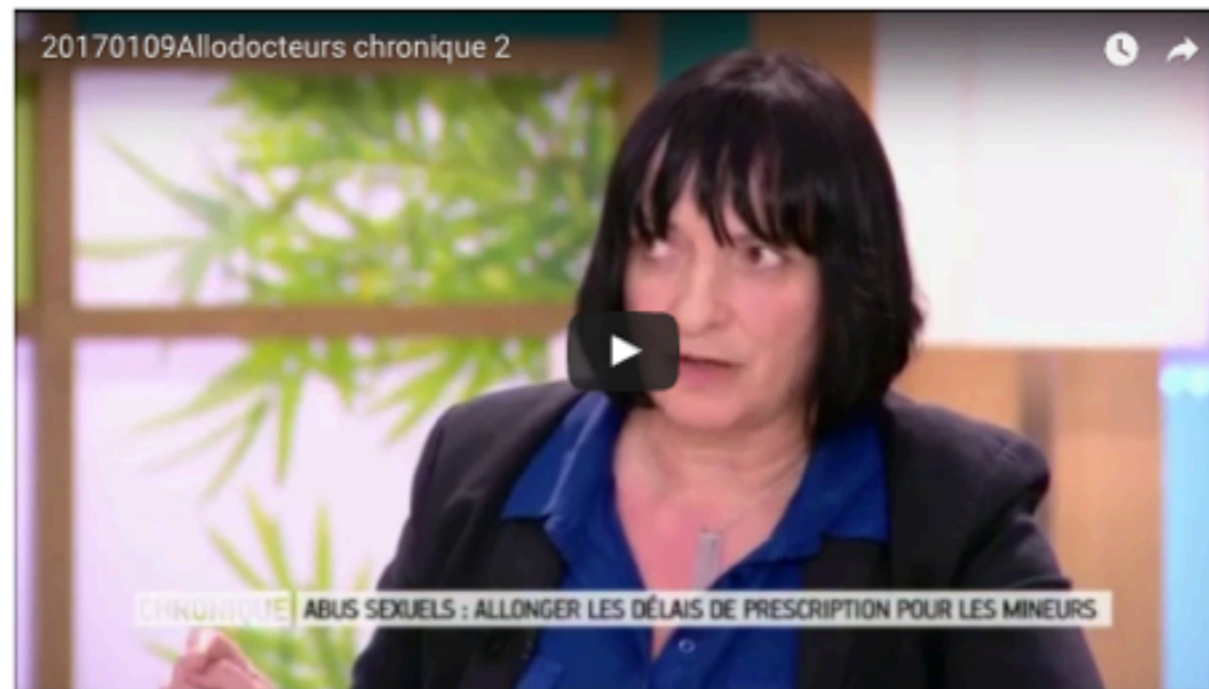 20170109Allodocteurs chronique 2
CHRONIQUE ABUS SEXUELS : ALLONGER LES DÉLAIS DE PRESCRIPTION POUR LES MINEURS